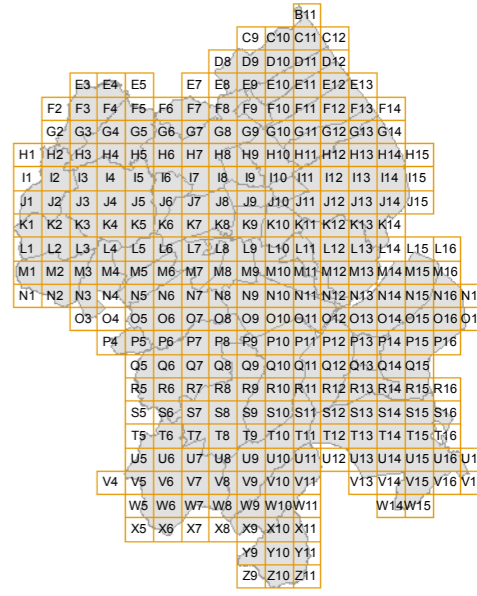 B11
C9 C10 C11 C12
D8 D9 D10 D11 D12
E3 E4 E5 E7 E8 E9 E10 E11 E12 E13
F2 F3 F4 F5 F6 F7 F8 F9 F10 F11 F12 F13 F14
G2 G3 G4 G5 G6 G7 G8 G9 G10 G11 G12 G13 G14
H1 H2 H3 H4 H5 H6 H7 H8 H9 H10 H11 H12 H13 H14 H15
I1 I2 I3 I4 I5 I6 I7 I8 I9 I10 I11 I12 I13 I14 I15
J1 J2 J3 J4 J5 J6 J7 J8 J9 J10 J11 J12 J13 J14 J15
K1 K2 K3 K4 K5 K6 K7 K8 K9 K10 K11 K12 K13 K14
L1 L2 L3 L4 L5 L6 L7 L8 L9 L10 L11 L12 L13 L14 L15 L16
M1 M2 M3 M4 M5 M6 M7 M8 M9 M10 M11 M12 M13 M14 M15 M16
N1 N2 N3 N4 N5 N6 N7 N8 N9 N10 N11 N12 N13 N14 N15 N16 N1
O3 O4 O5 O6 O7 O8 O9 O10 O11 O12 O13 O14 O15 O16 O1
P4 P5 P6 P7 P8 P9 P10 P11 P12 P13 P14 P15 P16
Q5 Q6 Q7 Q8 Q9 Q10 Q11 Q12 Q13 Q14 Q15
R5 R6 R7 R8 R9 R10 R11 R12 R13 R14 R15 R16
S5 S6 S7 S8 S9 S10 S11 S12 S13 S14 S15 S16
T5 T6 T7 T8 T9 T10 T11 T12 T13 T14 T15 T16
U5 U6 U7 U8 U9 U10 U11 U12 U13 U14 U15 U16 U1
V4 V5 V6 V7 V8 V9 V10 V11 V13 V14 V15 V16 V1
W5 W6 W7 W8 W9 W10 W11 W14 W15
X5 X6 X7 X8 X9 X10 X11
Y9 Y10 Y11
Z9 Z10 Z11